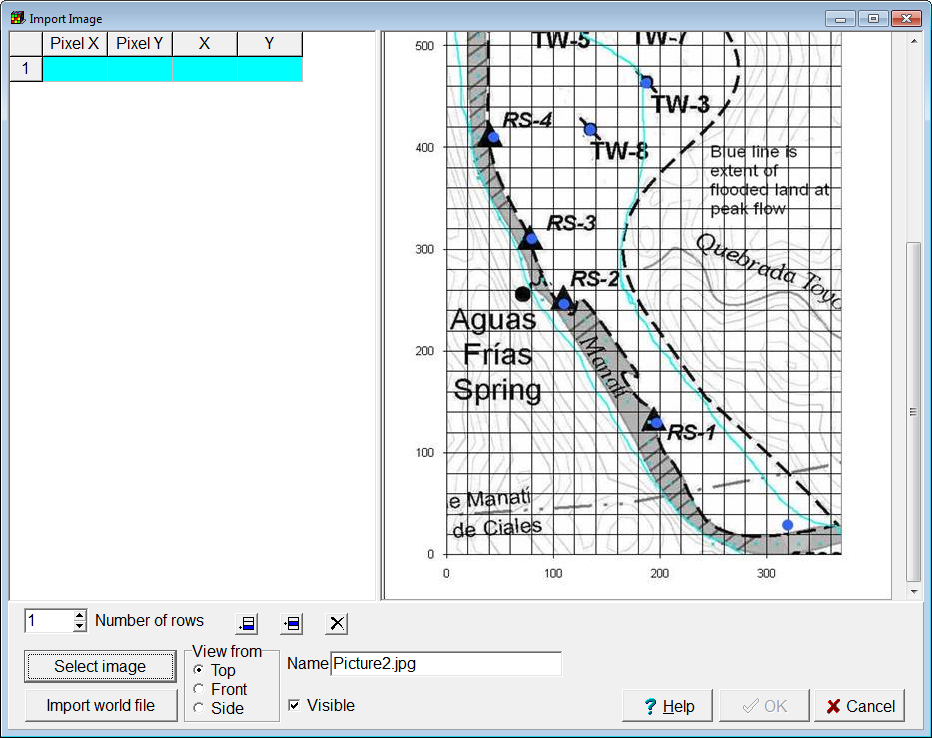 Import Image
Pixel X Pixel Y X Y
1
500
400
300
200
100
0
0 100 200 300
TW-5
TW-7
TW-3
RS-4
TW-8
Blue line is
extent of
flooded land at
peak flow
RS-3
Quebrada Toyo
RS-2
Aguas
Frías
Spring
Manatí
RS-1
e Manatí
de Ciales
1 Number of rows
Select image
Import world file
View from
Top
Front
Side
Name Picture2.jpg
Visible
? Help
OK
Cancel